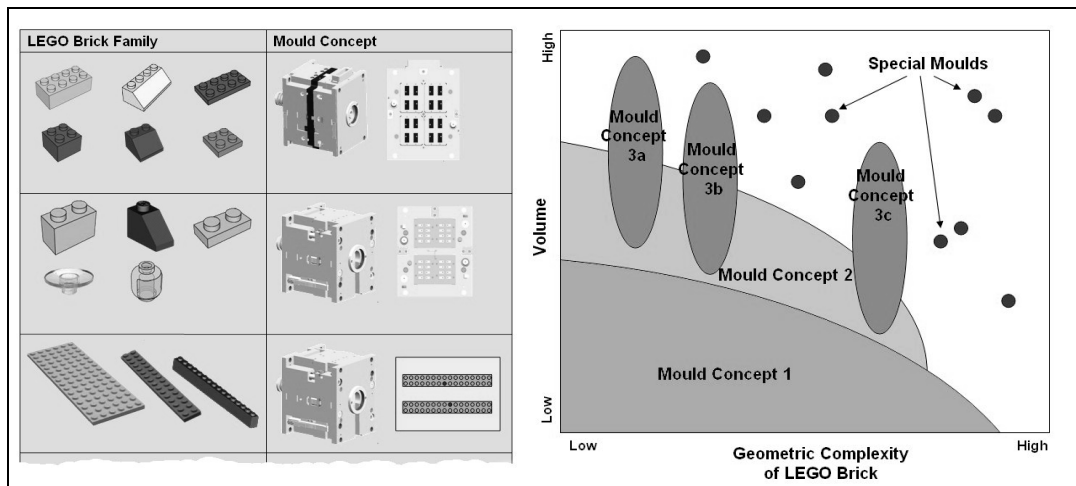 LEGO Brick Family
Mould Concept
High
Volume
Low
Mould
Concept
3a
Mould
Concept
3b
Mould
Concept
3c
Special Moulds
Mould Concept 2
Mould Concept 1
Low
High
Geometric Complexity
of LEGO Brick